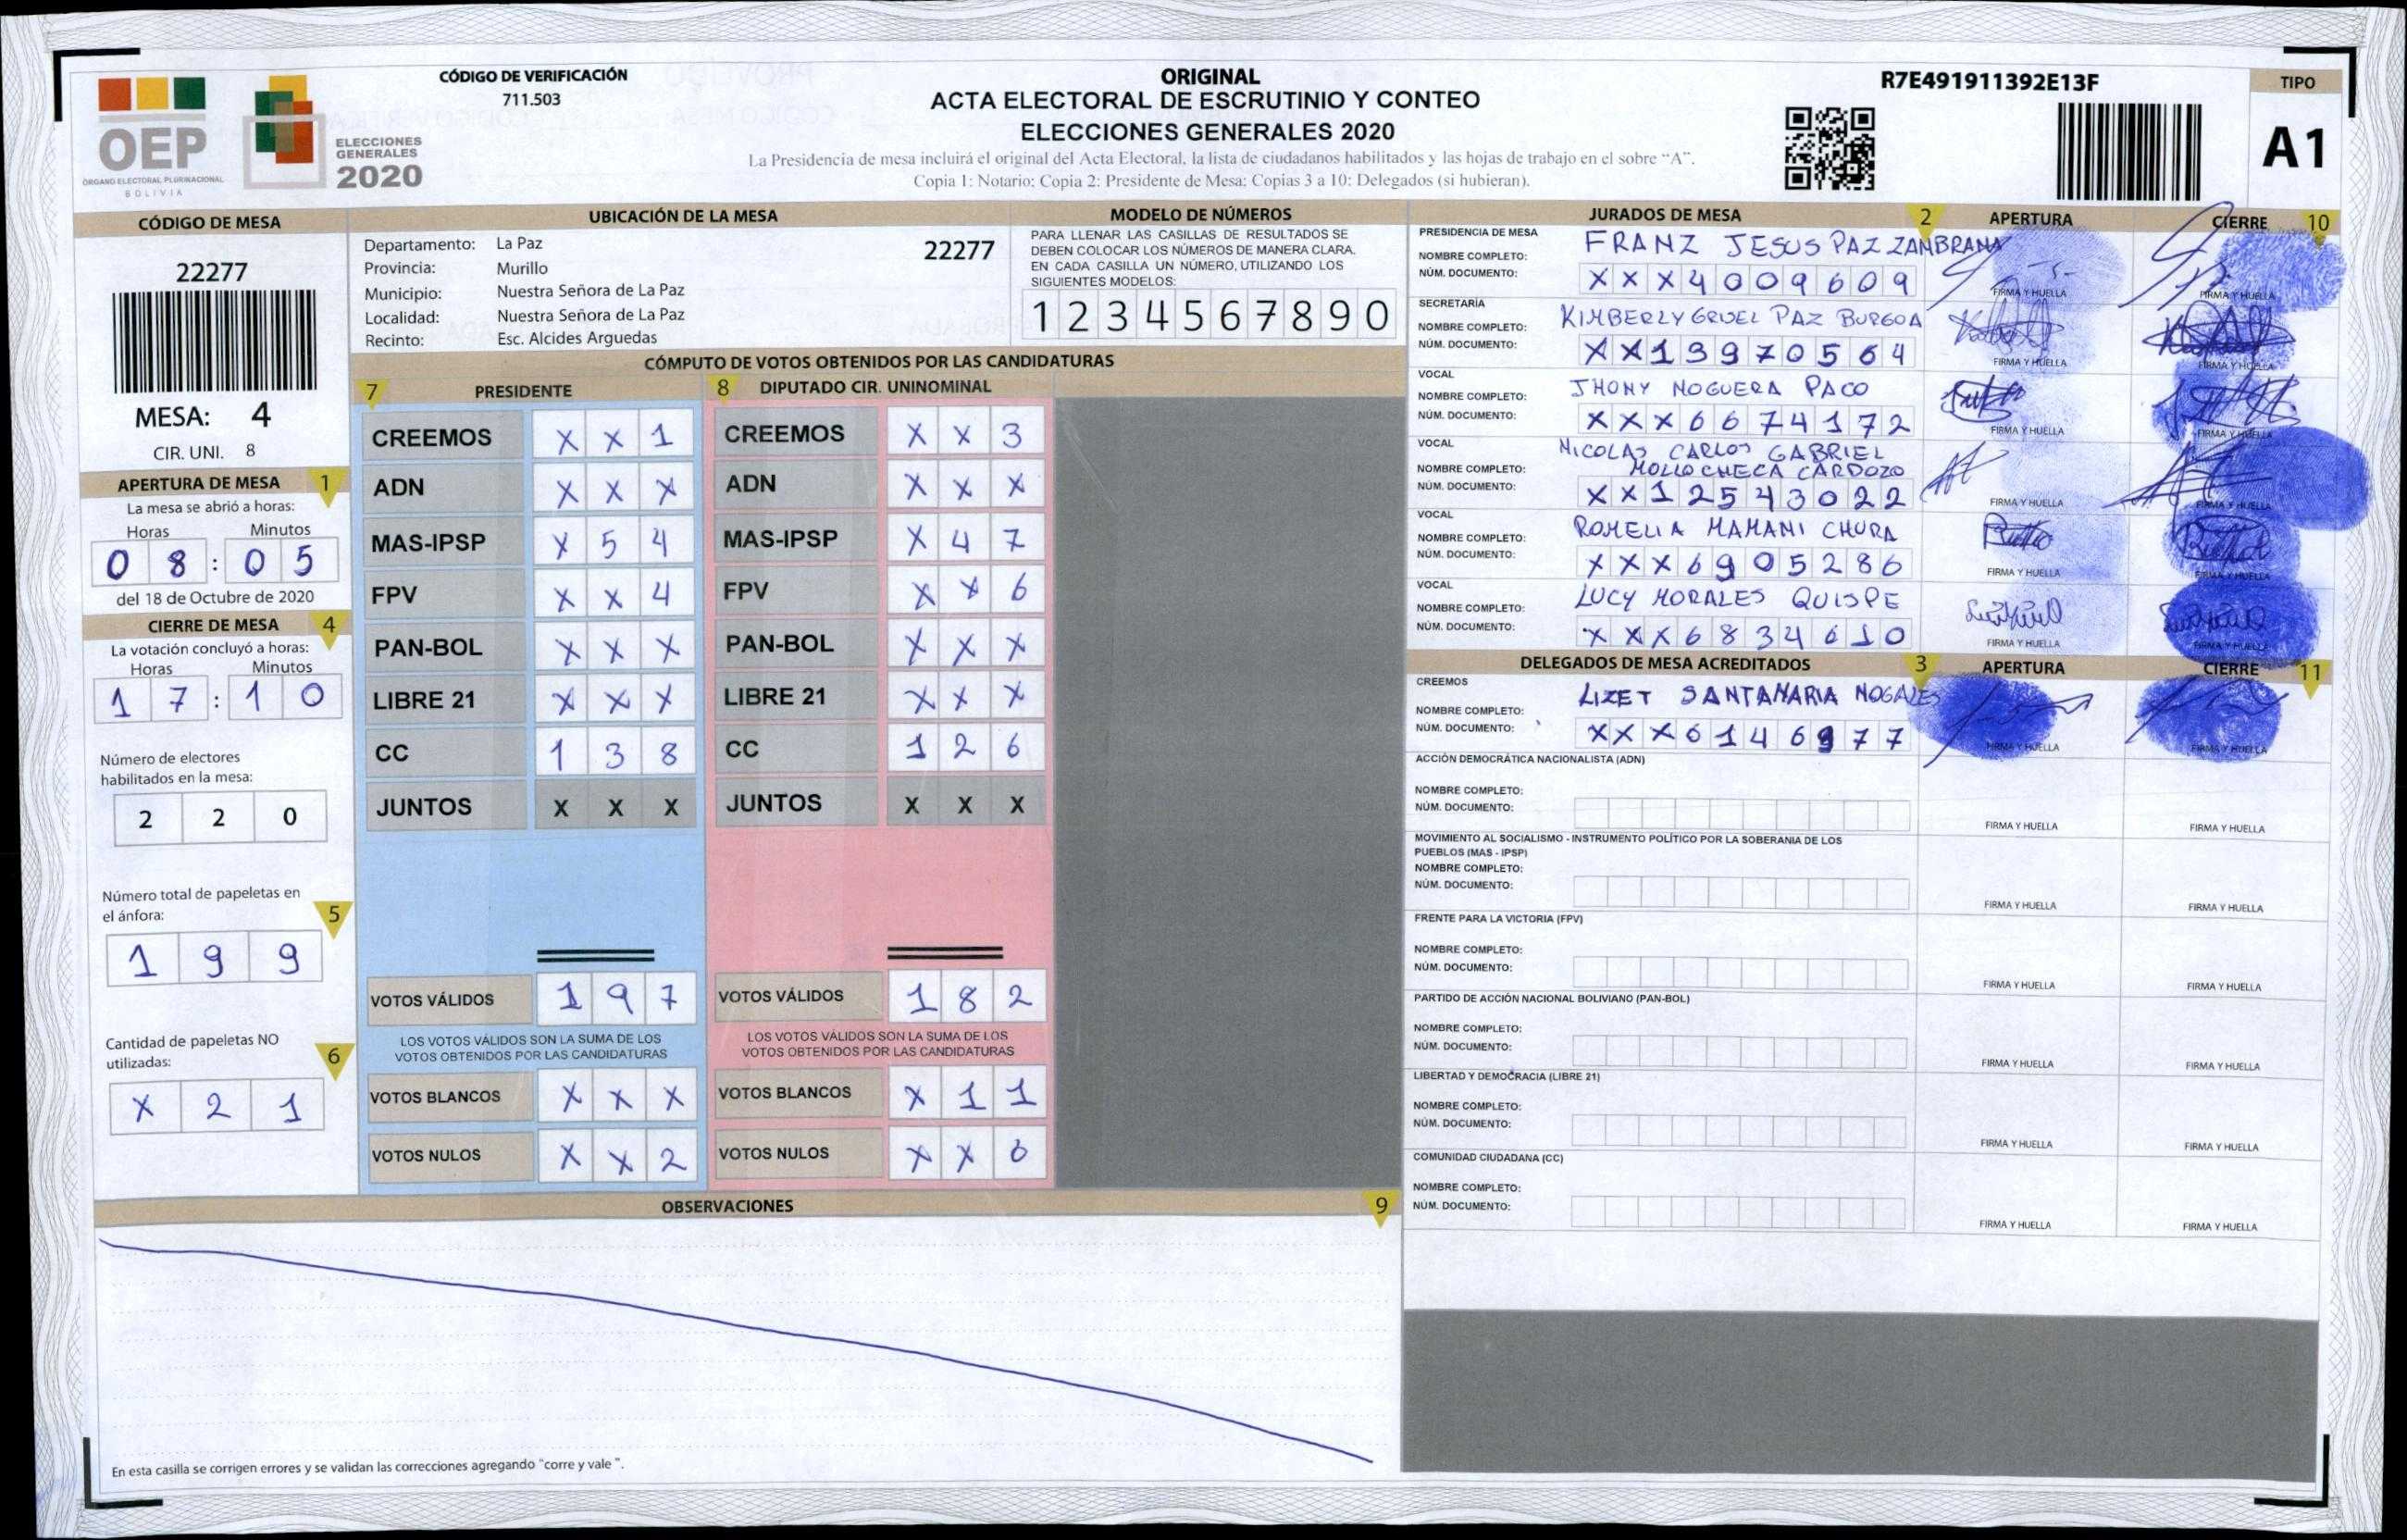 OEP
ÓRGANO ELECTORAL PLURINACIONAL
BOLIVIA
ELECCIONES
GENERALES
2020
CÓDIGO DE VERIFICACIÓN
711.503
ORIGINAL
ACTA ELECTORAL DE ESCRUTINIO Y CONTEO
ELECCIONES GENERALES 2020
La Presidencia de mesa incluirá el original del Acta Electoral, la lista de ciudadanos habilitados y las hojas de trabajo en el sobre "A".
Copia 1: Notario; Copia 2: Presidente de Mesa; Copias 3 a 10: Delegados (si hubieran).
R7E491911392E13F
TIPO
A1
CÓDIGO DE MESA
22277
MESA: 4
CIR. UNI. 8
APERTURA DE MESA 1
La mesa se abrió a horas:
Horas Minutos
0 8 : 0 5
del 18 de Octubre de 2020
CIERRE DE MESA 4
La votación concluyó a horas:
Horas Minutos
1 7 : 1 0
Número de electores
habilitados en la mesa:
2 2 0
Número total de papeletas en
el ánfora: 5
1 9 9
Cantidad de papeletas NO
utilizadas: 6
X 2 1
UBICACIÓN DE LA MESA
Departamento: La Paz 22277
Provincia: Murillo
Municipio: Nuestra Señora de La Paz
Localidad: Nuestra Señora de La Paz
Recinto: Esc. Alcides Arguedas
MODELO DE NÚMEROS
PARA LLENAR LAS CASILLAS DE RESULTADOS SE
DEBEN COLOCAR LOS NÚMEROS DE MANERA CLARA.
EN CADA CASILLA UN NÚMERO, UTILIZANDO LOS
SIGUIENTES MODELOS:
1 2 3 4 5 6 7 8 9 0
CÓMPUTO DE VOTOS OBTENIDOS POR LAS CANDIDATURAS
7 PRESIDENTE 8 DIPUTADO CIR. UNINOMINAL
CREEMOS X X 1 CREEMOS X X 3
ADN X X X ADN X X X
MAS-IPSP X 5 4 MAS-IPSP X 4 7
FPV X X 4 FPV X X 6
PAN-BOL X X X PAN-BOL X X X
LIBRE 21 X X X LIBRE 21 X X X
CC 1 3 8 CC 1 2 6
JUNTOS X X X JUNTOS X X X
VOTOS VÁLIDOS 1 9 7 VOTOS VÁLIDOS 1 8 2
LOS VOTOS VÁLIDOS SON LA SUMA DE LOS LOS VOTOS VÁLIDOS SON LA SUMA DE LOS
VOTOS OBTENIDOS POR LAS CANDIDATURAS VOTOS OBTENIDOS POR LAS CANDIDATURAS
VOTOS BLANCOS X X X VOTOS BLANCOS X 1 1
VOTOS NULOS X X 2 VOTOS NULOS X X 6
OBSERVACIONES 9
En esta casilla se corrigen errores y se validan las correcciones agregando "corre y vale".
JURADOS DE MESA 2 APERTURA CIERRE 10
PRESIDENCIA DE MESA
NOMBRE COMPLETO: FRANZ JESUS PAZ ZAMBRANA
NÚM. DOCUMENTO: X X X 4 0 0 9 6 0 9
FIRMA Y HUELLA FIRMA Y HUELLA
SECRETARÍA
NOMBRE COMPLETO: KIMBERLY GRUEL PAZ BURGOA
NÚM. DOCUMENTO: X X 1 3 9 7 0 5 6 4
FIRMA Y HUELLA FIRMA Y HUELLA
VOCAL
NOMBRE COMPLETO: JHONY NOGUERA PACO
NÚM. DOCUMENTO: X X X 6 6 7 4 1 7 2
FIRMA Y HUELLA FIRMA Y HUELLA
VOCAL
NOMBRE COMPLETO: NICOLAS CARLOS GABRIEL
MOLLOCHECA CARDOZO
NÚM. DOCUMENTO: X X 1 2 5 4 3 0 2 2
FIRMA Y HUELLA FIRMA Y HUELLA
VOCAL
NOMBRE COMPLETO: ROMELIA MAMANI CHURA
NÚM. DOCUMENTO: X X X 6 9 0 5 2 8 6
FIRMA Y HUELLA FIRMA Y HUELLA
VOCAL
NOMBRE COMPLETO: LUCY MORALES QUISPE
NÚM. DOCUMENTO: X X X 6 8 3 4 6 1 0
FIRMA Y HUELLA FIRMA Y HUELLA
DELEGADOS DE MESA ACREDITADOS 3 APERTURA CIERRE 11
CREEMOS
NOMBRE COMPLETO: LIZET SANTAMARIA NOGALES
NÚM. DOCUMENTO: X X X 6 1 4 6 9 7 7
FIRMA Y HUELLA FIRMA Y HUELLA
ACCIÓN DEMOCRÁTICA NACIONALISTA (ADN)
NOMBRE COMPLETO:
NÚM. DOCUMENTO:
FIRMA Y HUELLA FIRMA Y HUELLA
MOVIMIENTO AL SOCIALISMO - INSTRUMENTO POLÍTICO POR LA SOBERANIA DE LOS
PUEBLOS (MAS - IPSP)
NOMBRE COMPLETO:
NÚM. DOCUMENTO:
FIRMA Y HUELLA FIRMA Y HUELLA
FRENTE PARA LA VICTORIA (FPV)
NOMBRE COMPLETO:
NÚM. DOCUMENTO:
FIRMA Y HUELLA FIRMA Y HUELLA
PARTIDO DE ACCIÓN NACIONAL BOLIVIANO (PAN-BOL)
NOMBRE COMPLETO:
NÚM. DOCUMENTO:
FIRMA Y HUELLA FIRMA Y HUELLA
LIBERTAD Y DEMOCRACIA (LIBRE 21)
NOMBRE COMPLETO:
NÚM. DOCUMENTO:
FIRMA Y HUELLA FIRMA Y HUELLA
COMUNIDAD CIUDADANA (CC)
NOMBRE COMPLETO:
NÚM. DOCUMENTO:
FIRMA Y HUELLA FIRMA Y HUELLA